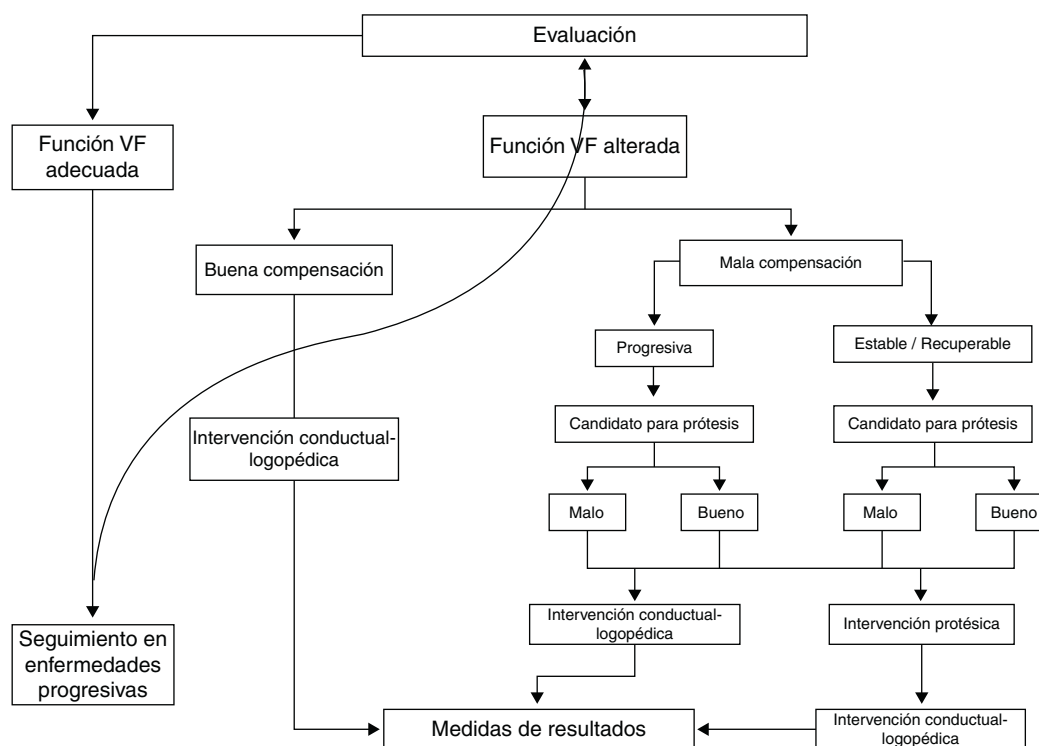 Evaluación
Función VF
adecuada
Función VF alterada
Buena compensación
Mala compensación
Progresiva
Estable / Recuperable
Intervención conductual-
logopédica
Candidato para prótesis
Candidato para prótesis
Malo
Bueno
Malo
Bueno
Seguimiento en
enfermedades
progresivas
Intervención conductual-
logopédica
Intervención protésica
Medidas de resultados
Intervención conductual-
logopédica